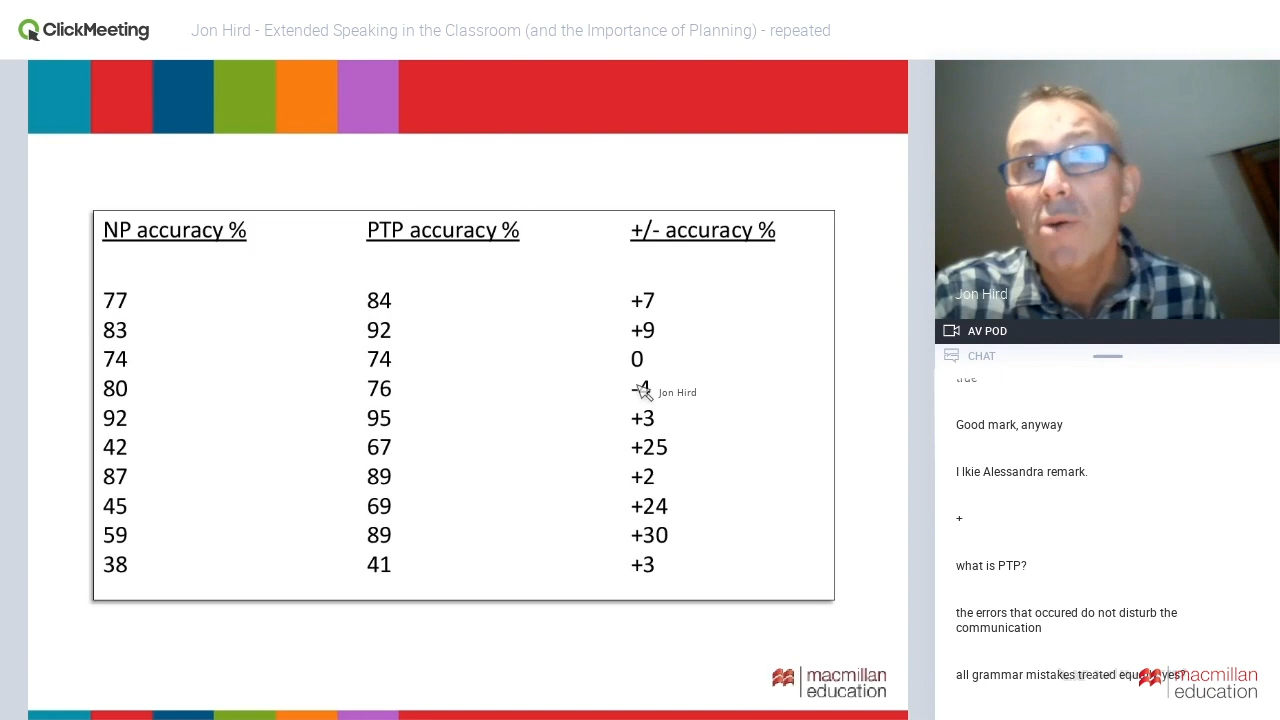 ClickMeeting
Jon Hird - Extended Speaking in the Classroom (and the Importance of Planning) - repeated
NP accuracy % PTP accuracy % +/- accuracy %
77 84 +7
83 92 +9
74 74 0
80 76 -4
Jon Hird
92 95 +3
42 67 +25
87 89 +2
45 69 +24
59 89 +30
38 41 +3
macmillan
education
Jon Hird
AV POD
CHAT
true
Good mark, anyway
I lkie Alessandra remark.
+
what is PTP?
the errors that occured do not disturb the
communication
all grammar mistakes treated yes?
macmillan
education